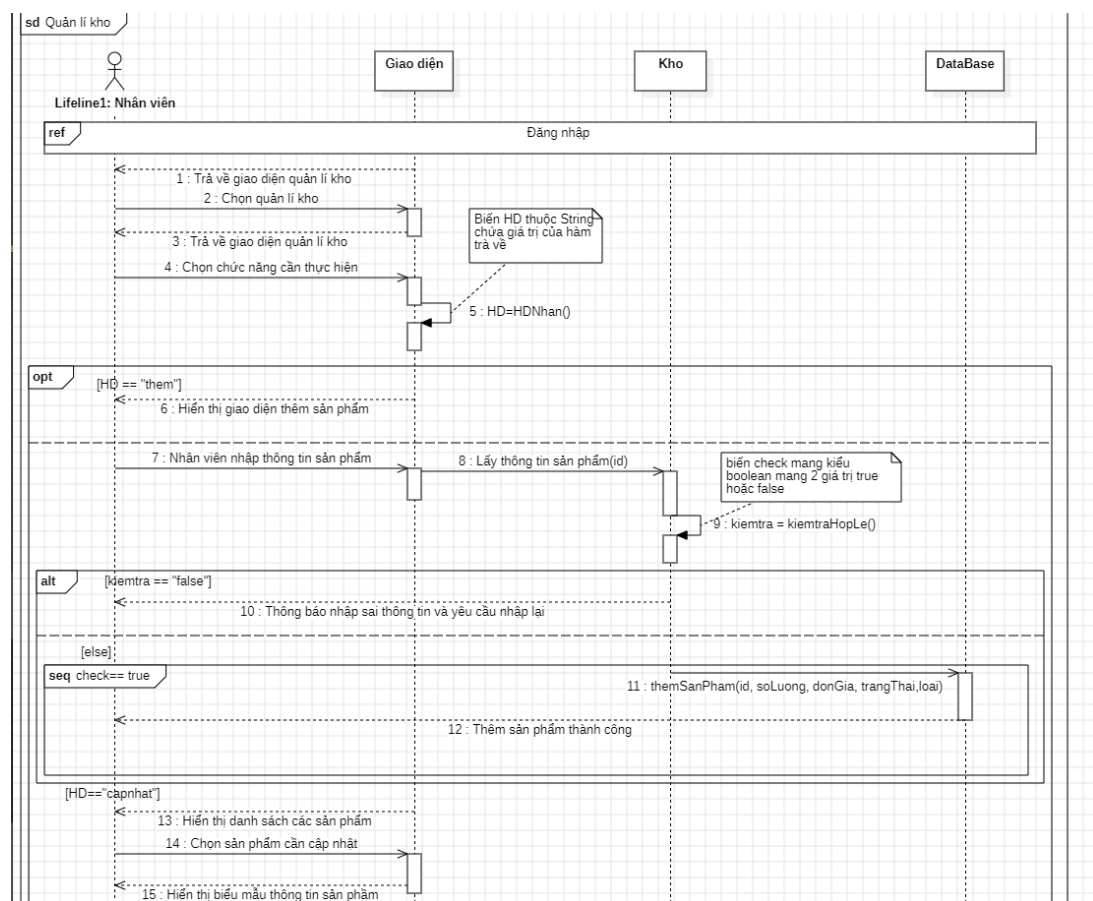 sd Quản lí kho
Giao diện
Kho
DataBase
Lifeline1: Nhân viên
ref
Đăng nhập
1 : Trả về giao diện quản lí kho
2 : Chọn quản lí kho
Biến HD thuộc String
chứa giá trị của hàm
trà về
3 : Trả về giao diện quản lí kho
4 : Chọn chức năng cần thực hiện
5 : HD=HDNhan()
opt
[HD == "them"]
6 : Hiển thị giao diện thêm sản phẩm
7 : Nhân viên nhập thông tin sản phẩm
8 : Lấy thông tin sản phẩm(id)
biến check mang kiểu
boolean mang 2 giá trị true
hoặc false
9 : kiemtra = kiemtraHopLe()
alt
[kiemtra == "false"]
10 : Thông báo nhập sai thông tin và yêu cầu nhập lại
[else]
seq check== true
11 : themSanPham(id, soLuong, donGia, trangThai,loai)
12 : Thêm sản phẩm thành công
[HD=="capnhat"]
13 : Hiển thị danh sách các sản phẩm
14 : Chọn sản phẩm cần cập nhật
15 : Hiển thị biểu mẫu thông tin sản phầm